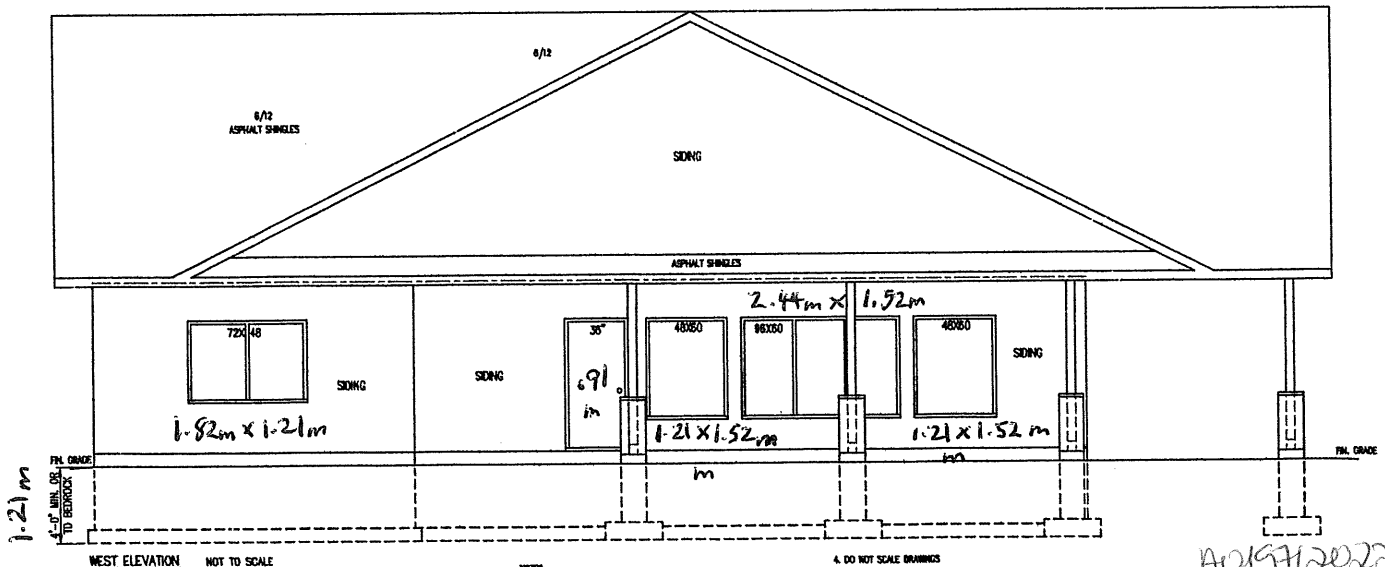 6/12
6/12
ASPHALT SHINGLES
SIDING
ASPHALT SHINGLES
2.44m x 1.52m
72X48
36"
48X60
96X60
48X60
SIDING
SIDING
SIDING
.91
m
1.82m x 1.21m
1.21 x 1.52 m
1.21 x 1.52 m
m
m
FIN. GRADE
FIN. GRADE
1.21m
4'-0" MIN. OR
TO BEDROCK
WEST ELEVATION NOT TO SCALE
4. DO NOT SCALE DRAWINGS